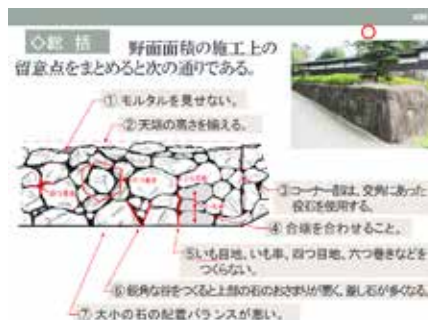 ◇総 括
野面面積の施工上の
留意点をまとめると次の通りである。
① モルタルを見せない。
② 天端の高さを揃える。
③ コーナー部は、交角にあった
役石を使用する。
④ 合端を合わせること。
⑤ いも目地、いも串、四つ目地、六つ巻きなどを
つくらない。
⑥ 鋭角な谷をつくると上部の石のおさまりが悪く、差し石が多くなる。
⑦ 大小の石の配置バランスが悪い。